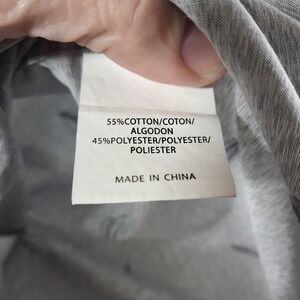 55%COTTON/COTON/
ALGODON
45%POLYESTER/POLYESTER/
POLIESTER
MADE IN CHINA